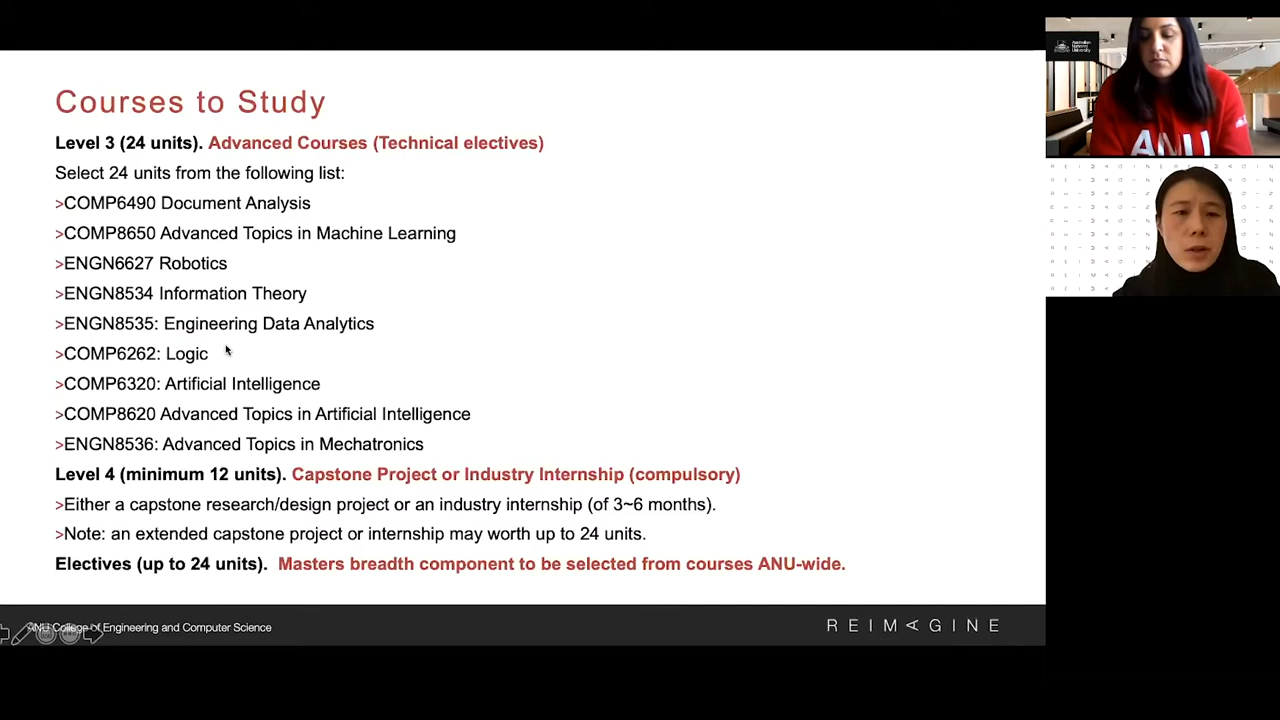 Courses to Study
Level 3 (24 units). Advanced Courses (Technical electives)
Select 24 units from the following list:
>COMP6490 Document Analysis
>COMP8650 Advanced Topics in Machine Learning
>ENGN6627 Robotics
>ENGN8534 Information Theory
>ENGN8535: Engineering Data Analytics
>COMP6262: Logic
>COMP6320: Artificial Intelligence
>COMP8620 Advanced Topics in Artificial Intelligence
>ENGN8536: Advanced Topics in Mechatronics
Level 4 (minimum 12 units). Capstone Project or Industry Internship (compulsory)
>Either a capstone research/design project or an industry internship (of 3~6 months).
>Note: an extended capstone project or internship may worth up to 24 units.
Electives (up to 24 units). Masters breadth component to be selected from courses ANU-wide.
ANU College of Engineering and Computer Science
REIMAGINE
Australian
National
University
ANU